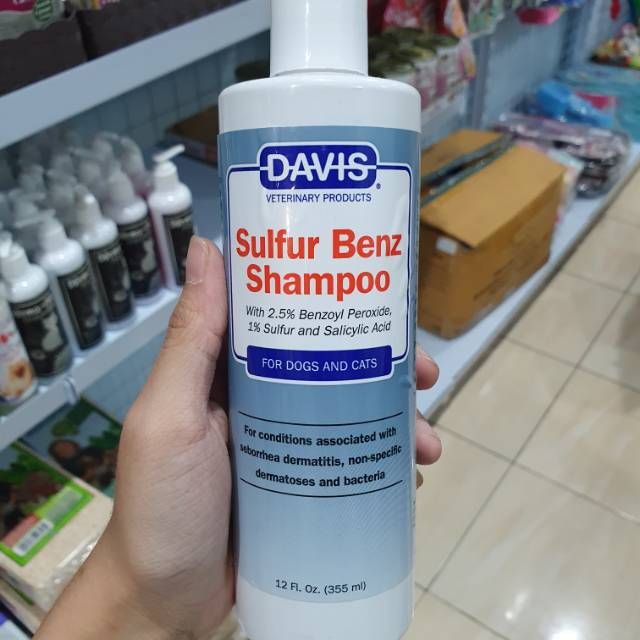 DAVIS®
VETERINARY PRODUCTS
Sulfur Benz
Shampoo
With 2.5% Benzoyl Peroxide,
1% Sulfur and Salicylic Acid
FOR DOGS AND CATS
For conditions associated with
seborrhea dermatitis, non-specific
dermatoses and bacteria
12 Fl. Oz. (355 ml)